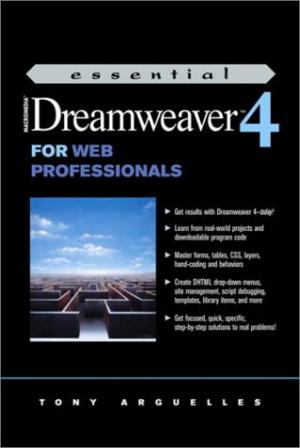 essential
MACROMEDIA®
Dreamweaver™4
FOR WEB
PROFESSIONALS
Get results with Dreamweaver 4–today!
Learn from real-world projects and
downloadable program code
Master forms, tables, CSS, layers,
hand-coding and behaviors
Create DHTML drop-down menus,
site management, script debugging,
templates, library items, and more
Get focused, quick, specific,
step-by-step solutions to real problems!
TONY ARGUELLES